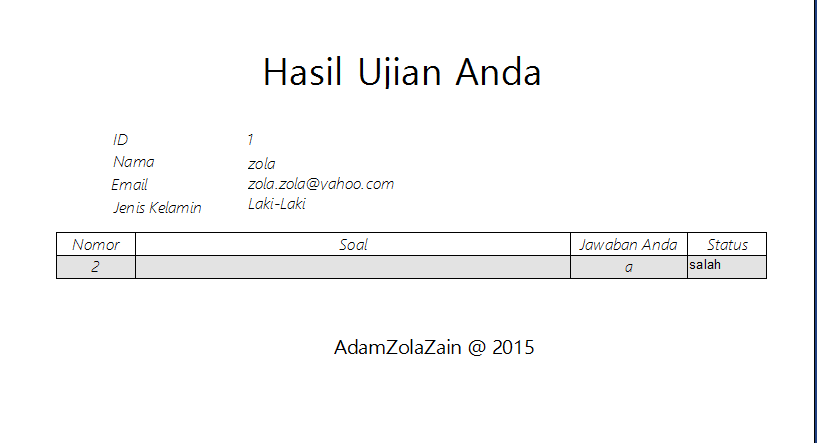 Hasil Ujian Anda
ID 1
Nama zola
Email zola.zola@yahoo.com
Jenis Kelamin Laki-Laki
Nomor Soal Jawaban Anda Status
2 a salah
AdamZolaZain @ 2015